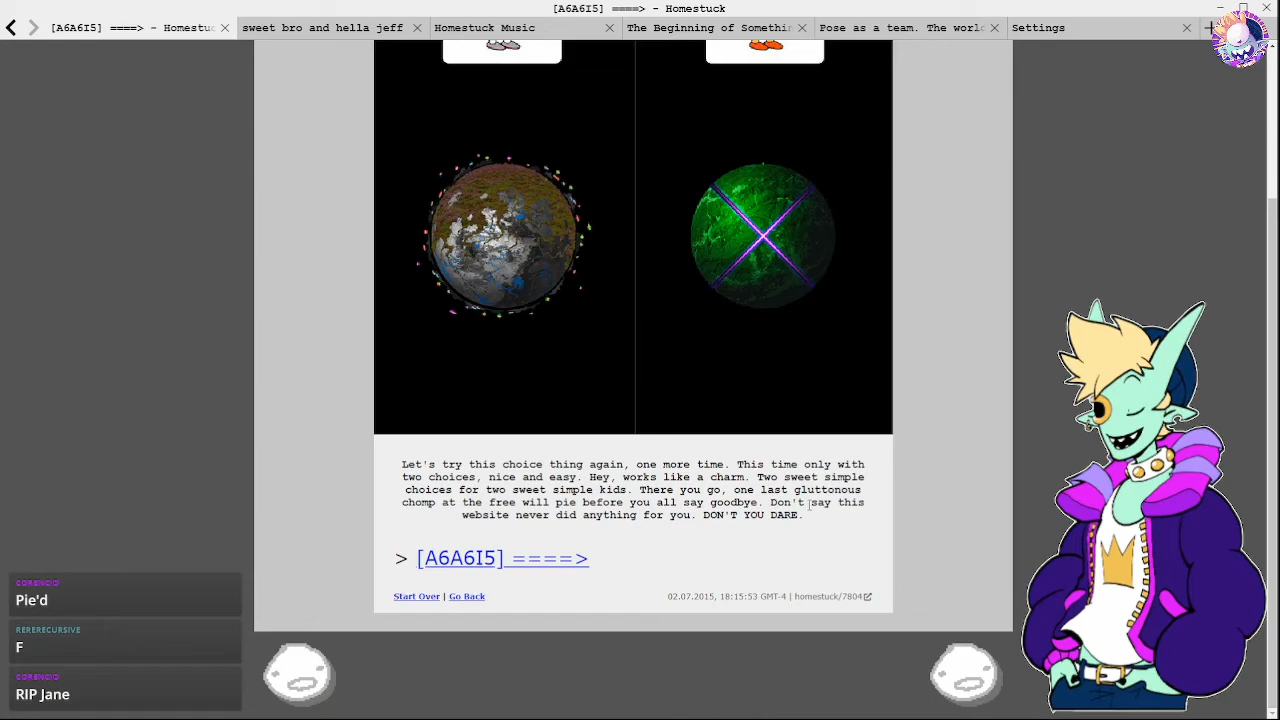 [A6A6I5] ====> - Homestuck
[A6A6I5] ====> - Homestuc
sweet bro and hella jeff
Homestuck Music
The Beginning of Somethin
Pose as a team. The world
Settings
Let's try this choice thing again, one more time. This time only with
two choices, nice and easy. Hey, works like a charm. Two sweet simple
choices for two sweet simple kids. There you go, one last gluttonous
chomp at the free will pie before you all say goodbye. Don't say this
website never did anything for you. DON'T YOU DARE.
> [A6A6I5] ====>
Start Over | Go Back
02.07.2015, 18:15:53 GMT-4 | homestuck/7804
Pie'd
RERERECURSIVE
F
RIP Jane